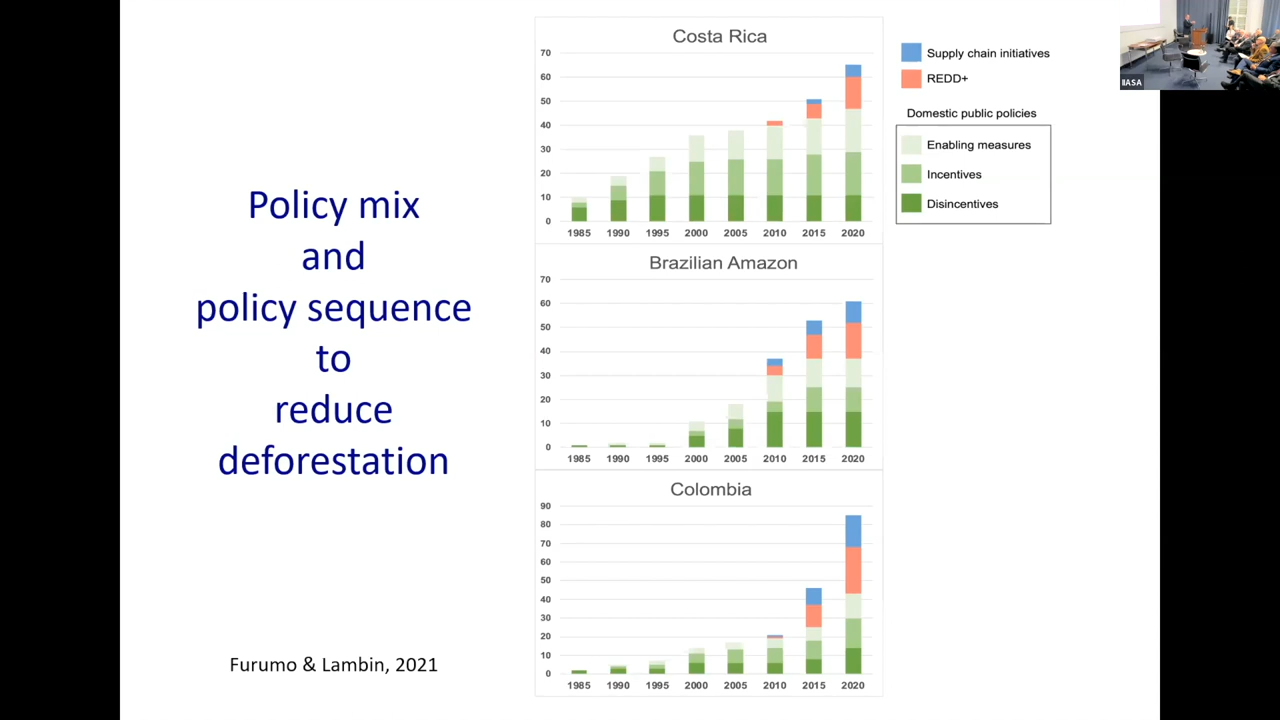 Policy mix
and
policy sequence
to
reduce
deforestation
Furumo & Lambin, 2021
Costa Rica
70
60
50
40
30
20
10
0
1985 1990 1995 2000 2005 2010 2015 2020
Brazilian Amazon
70
60
50
40
30
20
10
0
1985 1990 1995 2000 2005 2010 2015 2020
Colombia
90
80
70
60
50
40
30
20
10
0
1985 1990 1995 2000 2005 2010 2015 2020
Supply chain initiatives
REDD+
Domestic public policies
Enabling measures
Incentives
Disincentives
IIASA